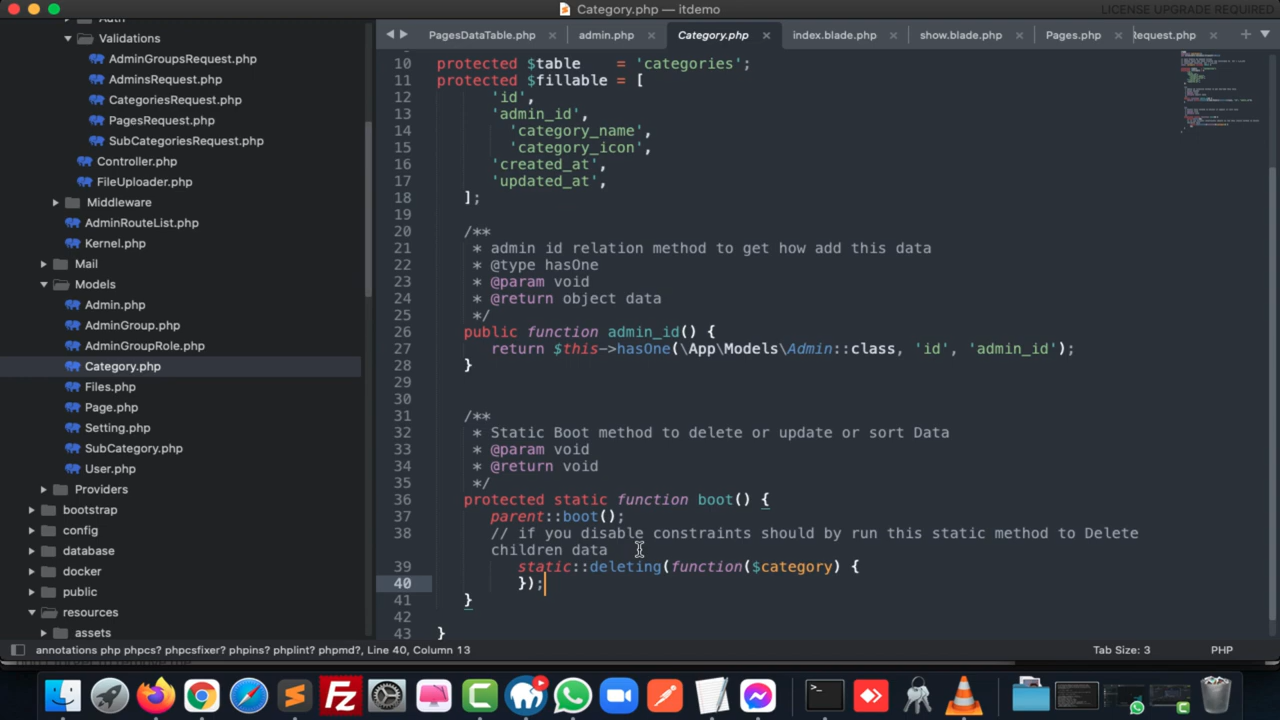 Category.php — itdemo
LICENSE UPGRADE REQUIRED
Auth
Validations
AdminGroupsRequest.php
AdminsRequest.php
CategoriesRequest.php
PagesRequest.php
SubCategoriesRequest.php
Controller.php
FileUploader.php
Middleware
AdminRouteList.php
Kernel.php
Mail
Models
Admin.php
AdminGroup.php
AdminGroupRole.php
Category.php
Files.php
Page.php
Setting.php
SubCategory.php
User.php
Providers
bootstrap
config
database
docker
public
resources
assets
PagesDataTable.php
admin.php
Category.php
index.blade.php
show.blade.php
Pages.php
Request.php
10 protected $table    = 'categories';
11 protected $fillable = [
12 'id',
13 'admin_id',
14 'category_name',
15 'category_icon',
16 'created_at',
17 'updated_at',
18 ];
19
20 /**
21 * admin id relation method to get how add this data
22 * @type hasOne
23 * @param void
24 * @return object data
25 */
26 public function admin_id() {
27 return $this->hasOne(\App\Models\Admin::class, 'id', 'admin_id');
28 }
29
30
31 /**
32 * Static Boot method to delete or update or sort Data
33 * @param void
34 * @return void
35 */
36 protected static function boot() {
37 parent::boot();
38 // if you disable constraints should by run this static method to Delete
children data
39 static::deleting(function($category) {
40 });
41 }
42
43 }
annotations php phpcs? phpcsfixer? phpins? phplint? phpmd?, Line 40, Column 13
Tab Size: 3
PHP